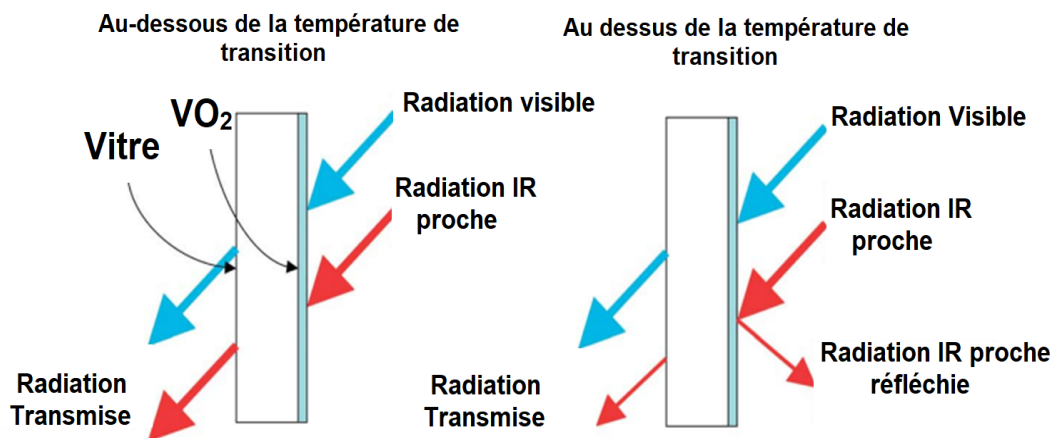 Au-dessous de la température de
transition
VO₂
Vitre
Radiation visible
Radiation IR
proche
Radiation
Transmise
Au dessus de la température de
transition
Radiation Visible
Radiation IR
proche
Radiation IR proche
réfléchie
Radiation
Transmise